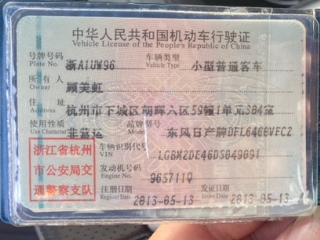 中华人民共和国机动车行驶证
Vehicle License of the People's Republic of China
号牌号码 浙A1UW96 车辆类型 小型普通客车
Plate No. Vehicle Type
所有人 顾美虹
Owner
住址 杭州市下城区朝晖六区59幢1单元304室
Address
使用性质 非营运 品牌型号 东风日产牌DFL6460VECZ
Use Character
车辆识别代号
VIN
浙江省杭州
市公安局交
通警察支队
发动机号码 965711Q
Engine No.
注册日期 2013-05-13 发证日期 2013-05-13
Register Date Issue Date